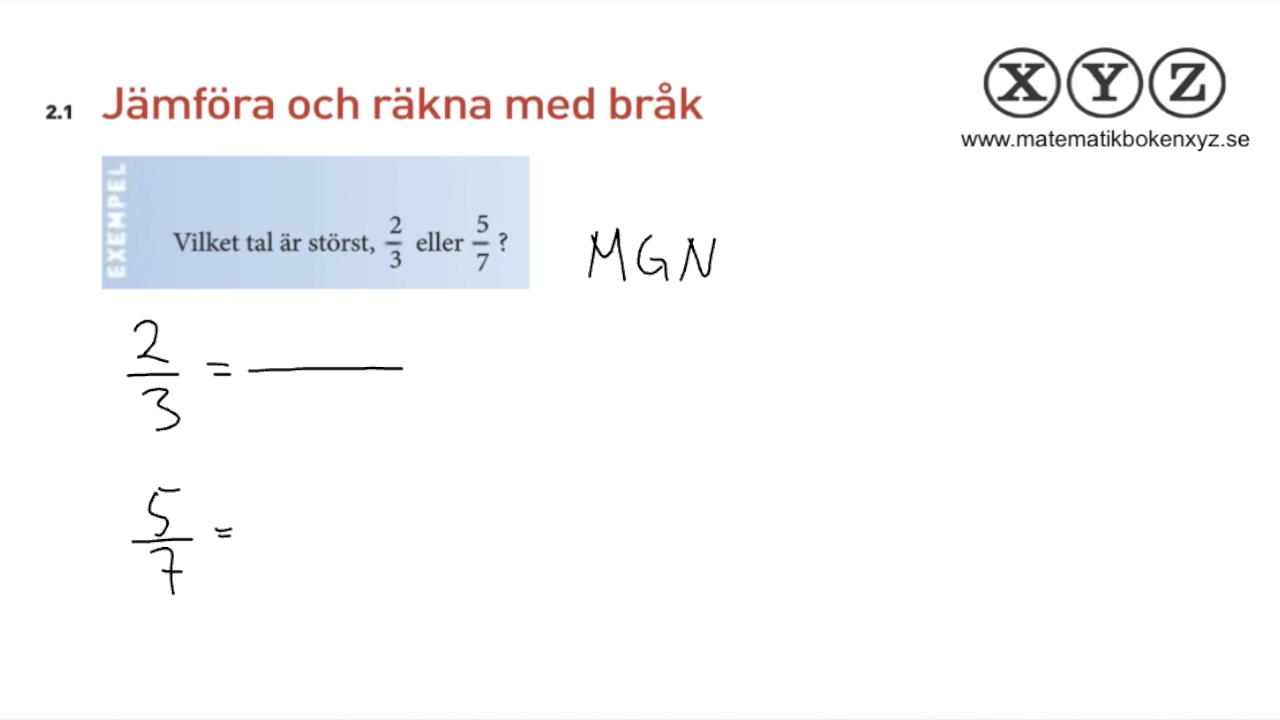 XYZ
www.matematikbokenxyz.se
2.1 Jämföra och räkna med bråk
EXEMPEL
Vilket tal är störst, 2/3 eller 5/7 ?
MGN
2/3 =
5/7 =